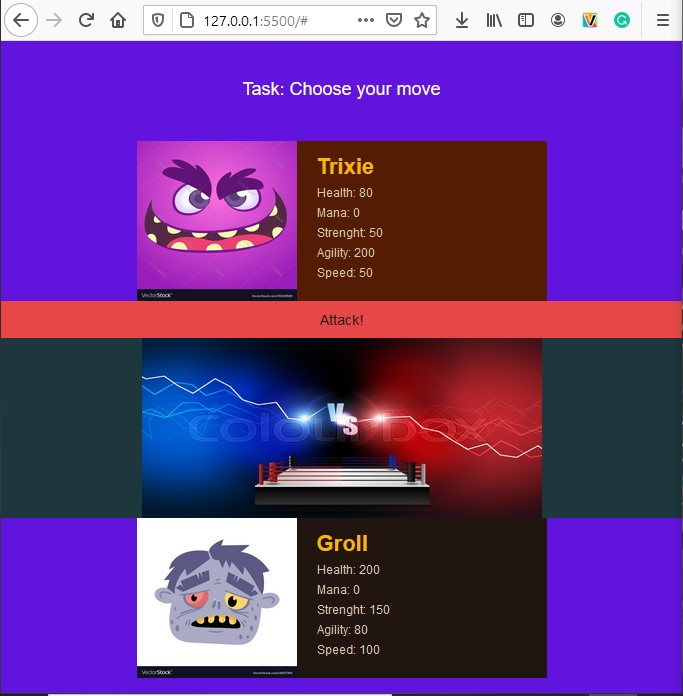 127.0.0.1:5500/#
Task: Choose your move
Trixie
Health: 80
Mana: 0
Strenght: 50
Agility: 200
Speed: 50
VectorStock®
Attack!
VS
colourbox
Groll
Health: 200
Mana: 0
Strenght: 150
Agility: 80
Speed: 100
VectorStock®